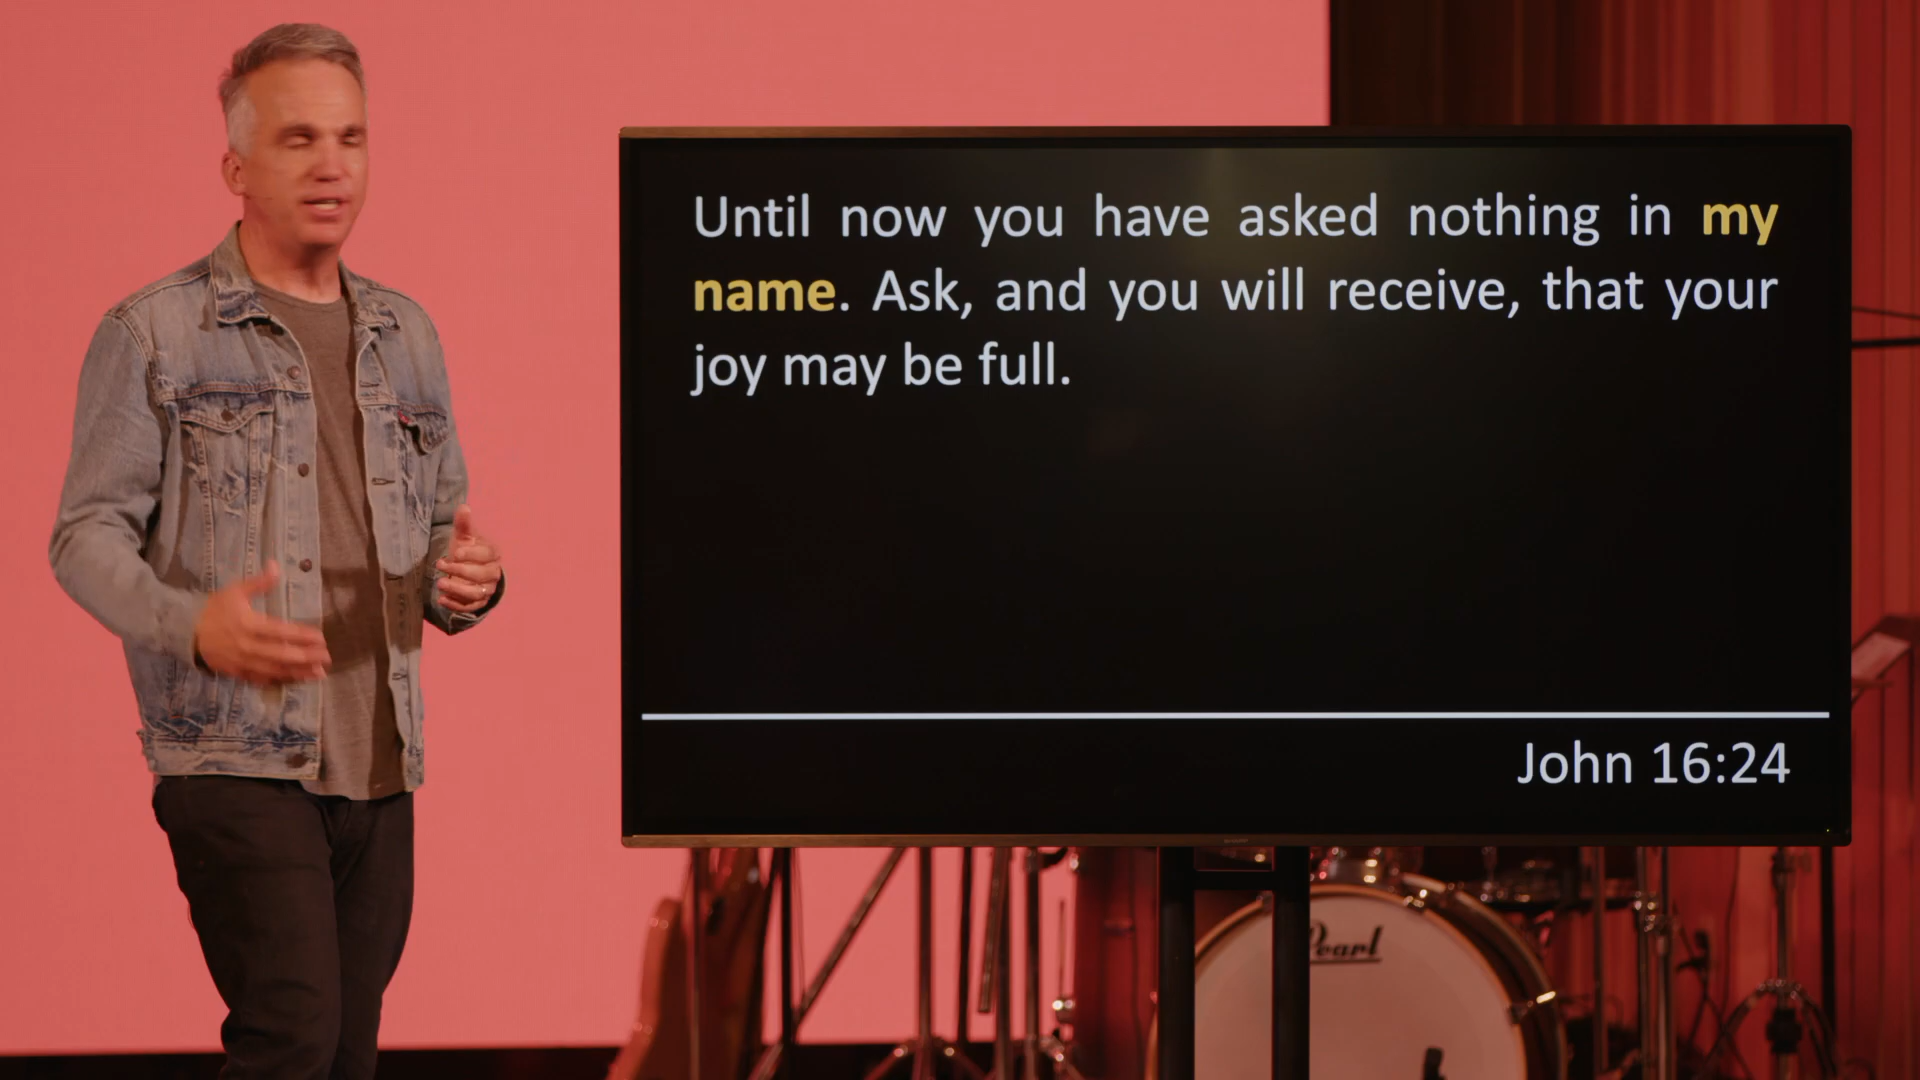 Until now you have asked nothing in my
name. Ask, and you will receive, that your
joy may be full.
John 16:24
Pearl